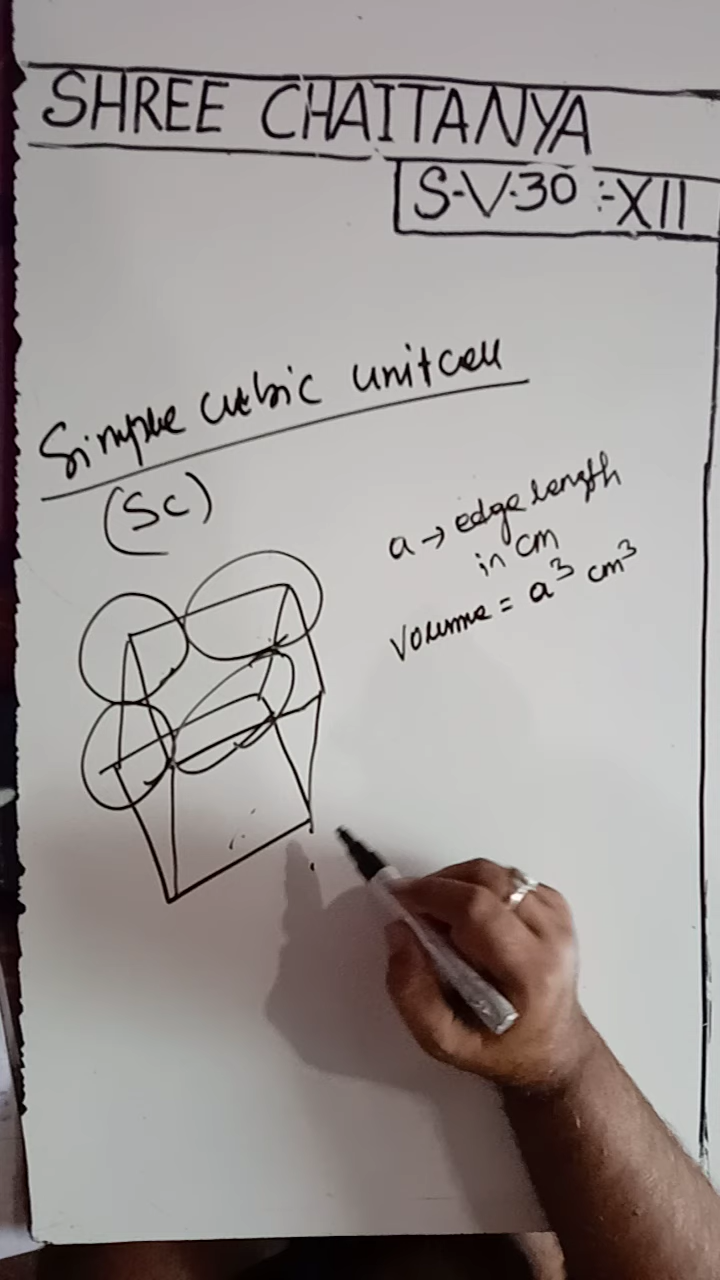 SHREE CHAITANYA
S-V-30 :-XII
Simple cubic unitcell
(SC)
a → edge length
in cm
Volume = a³ cm³